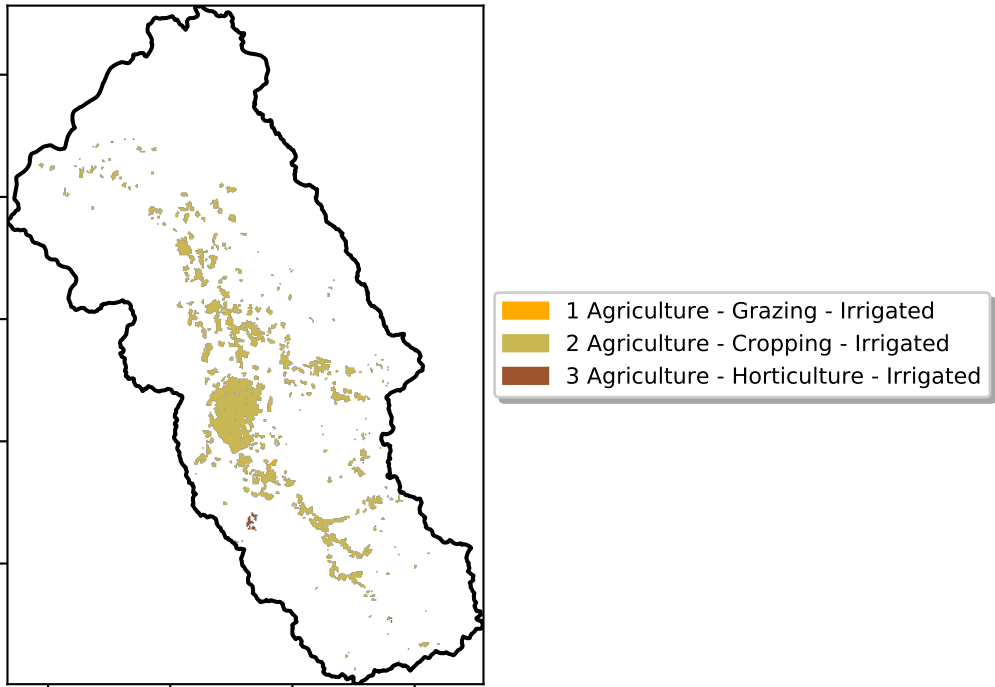 1 Agriculture - Grazing - Irrigated
2 Agriculture - Cropping - Irrigated
3 Agriculture - Horticulture - Irrigated